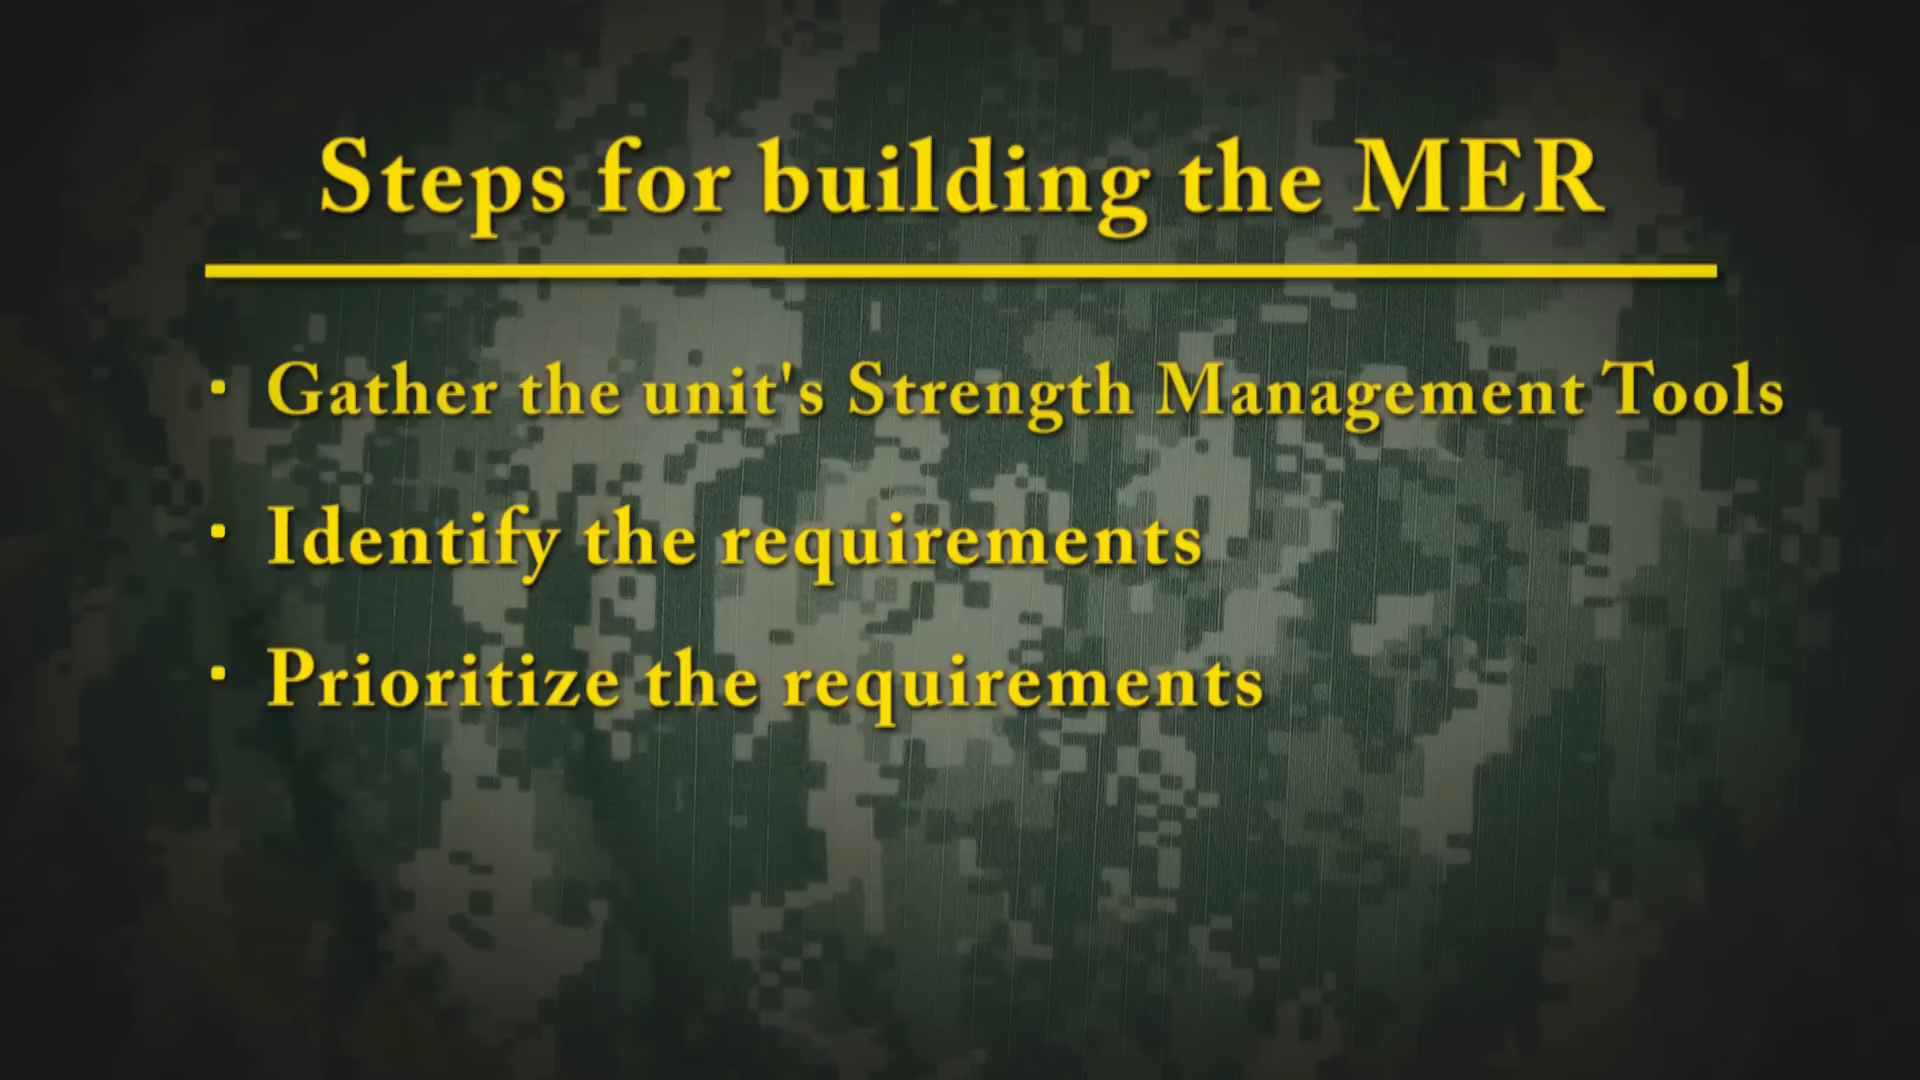 Steps for building the MER
· Gather the unit's Strength Management Tools
· Identify the requirements
· Prioritize the requirements